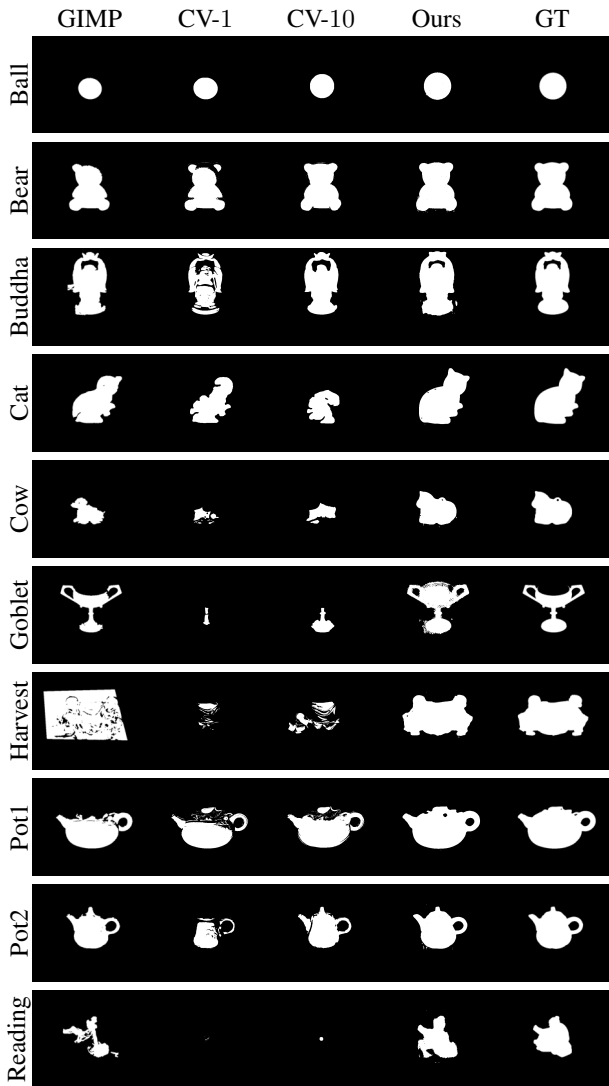 GIMP CV-1 CV-10 Ours GT
Ball
Bear
Buddha
Cat
Cow
Goblet
Harvest
Pot1
Pot2
Reading